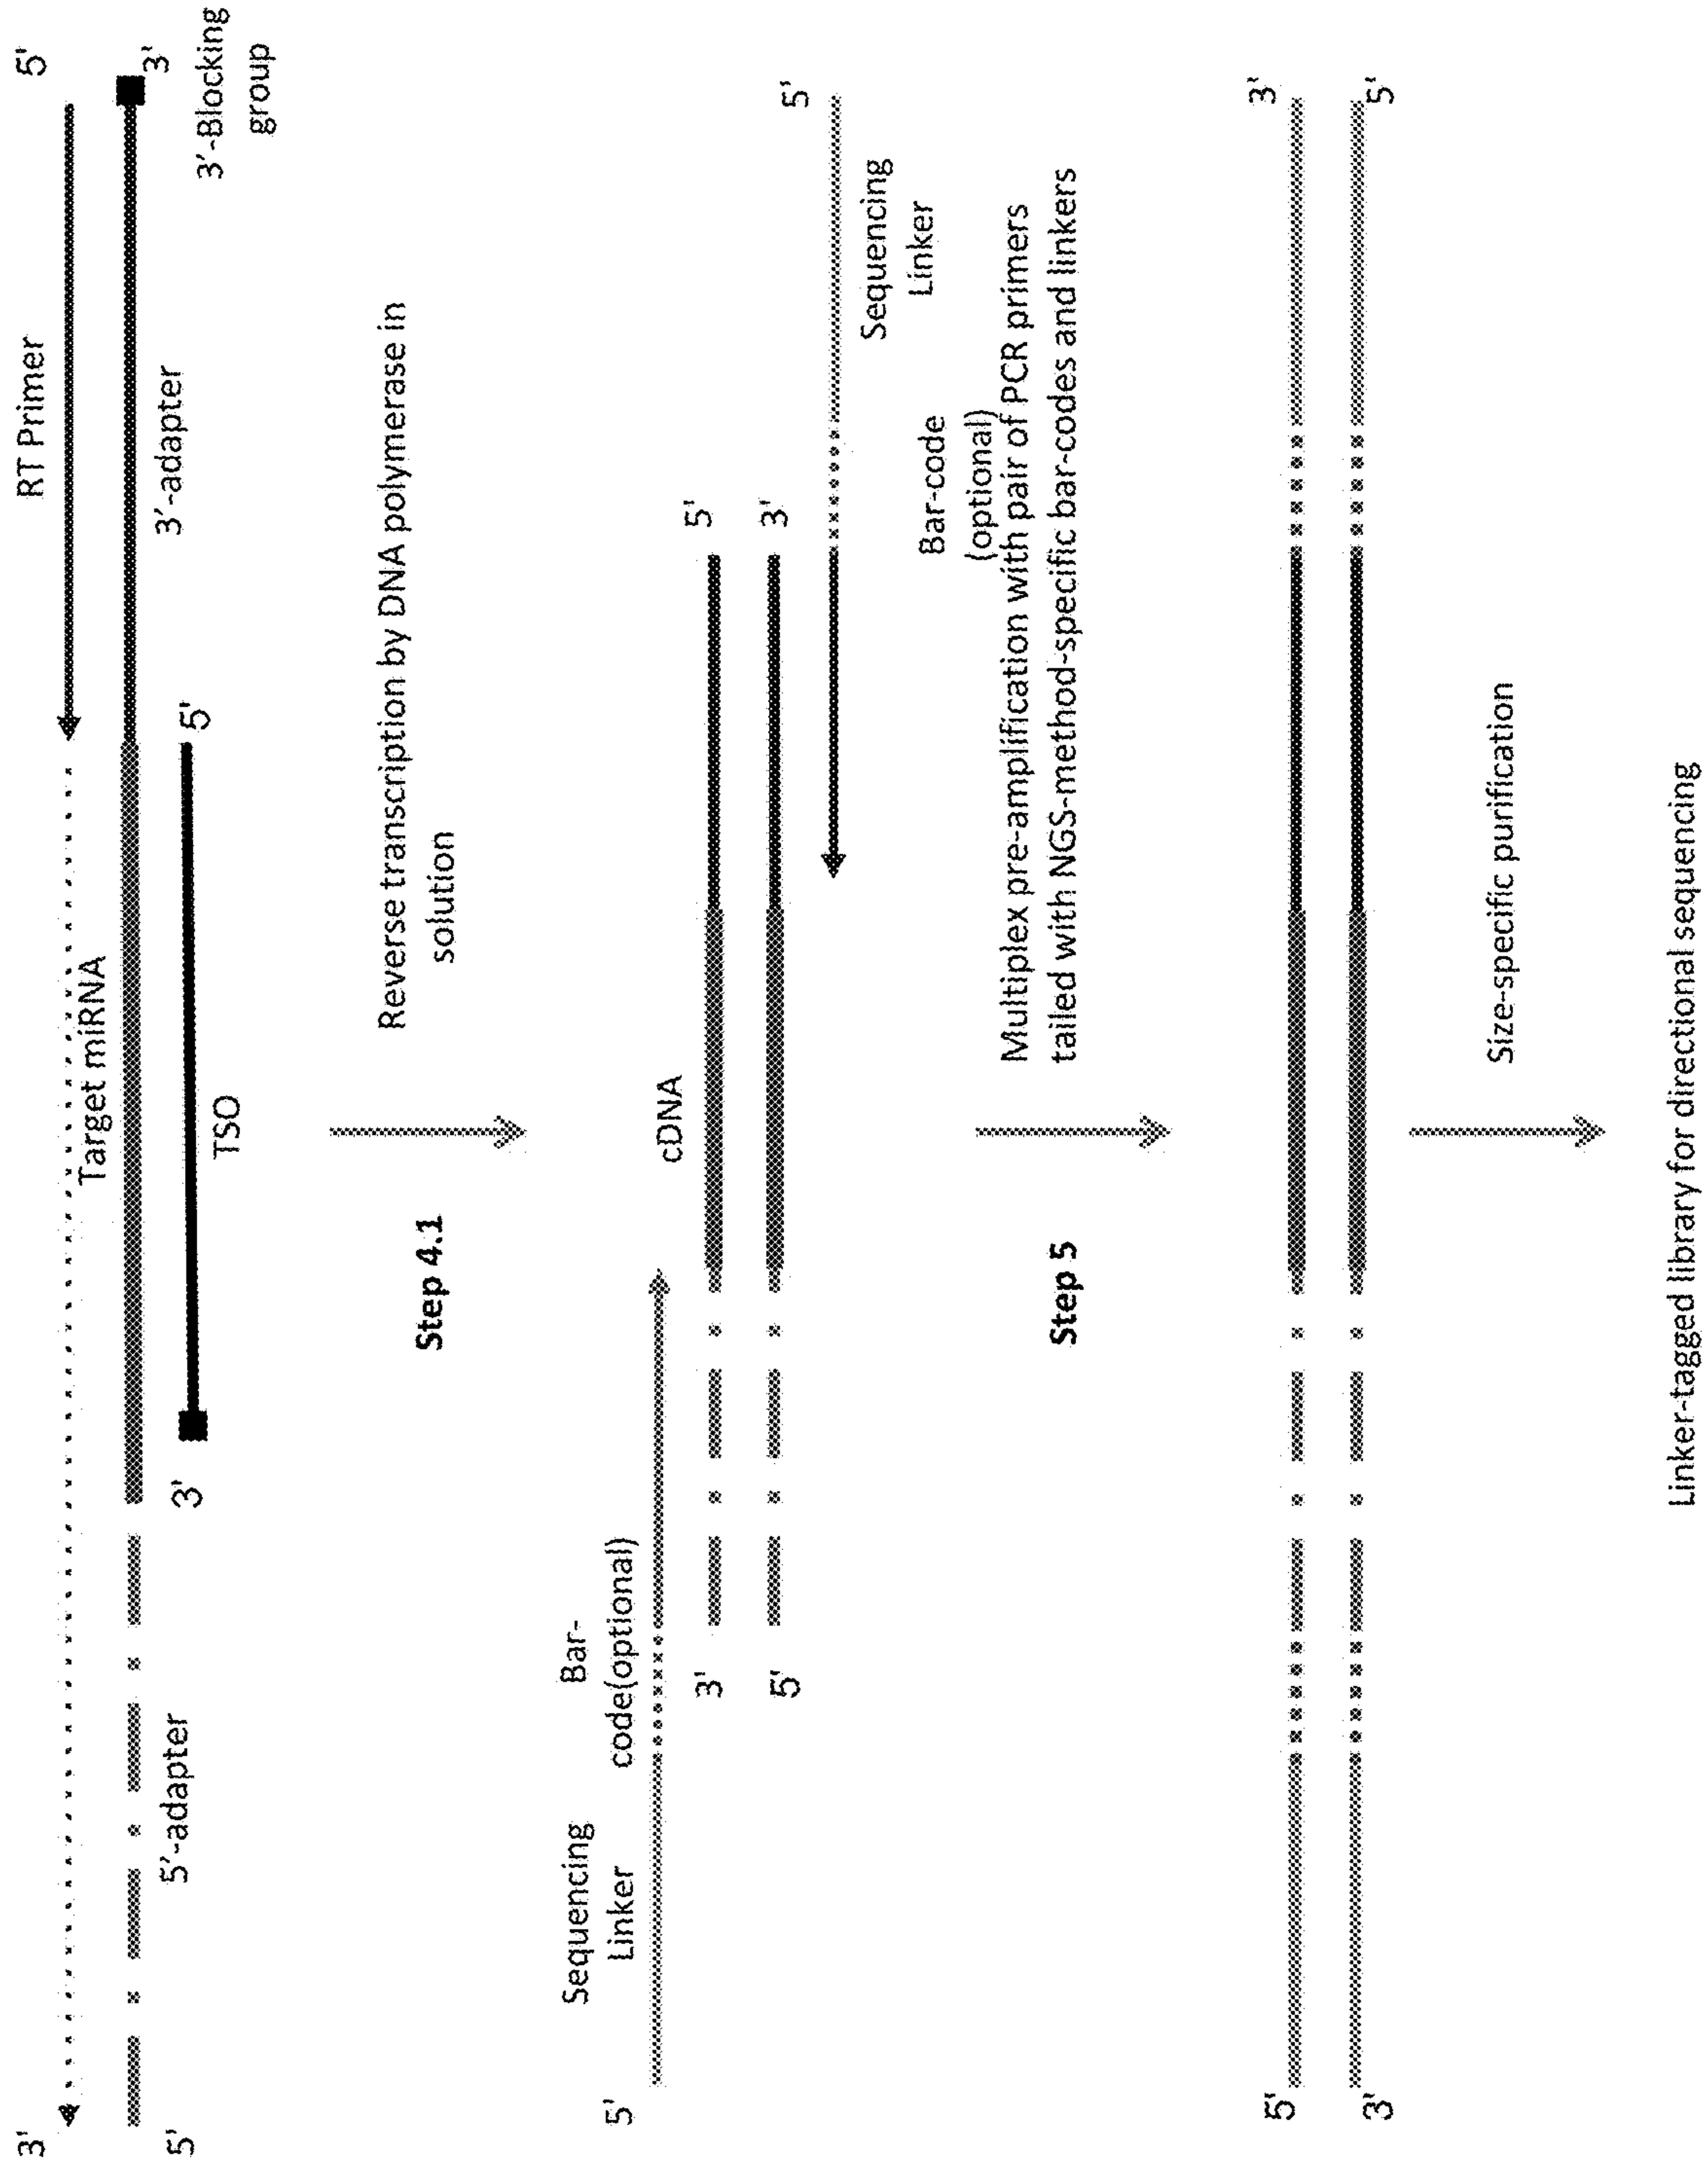 RT Primer
3'
5'
Target miRNA
5'
5'-adapter
3'-adapter
3'
3'-Blocking
group
3'
5'
TSO
Step 4.1
Reverse transcription by DNA polymerase in
solution
Sequencing
Linker
Bar-
code(optional)
5'
cDNA
3'
5'
5'
3'
5'
Sequencing
Linker
Bar-code
(optional)
Step 5
Multiplex pre-amplification with pair of PCR primers
tailed with NGS-method-specific bar-codes and linkers
5'
3'
3'
5'
Size-specific purification
Linker-tagged library for directional sequencing